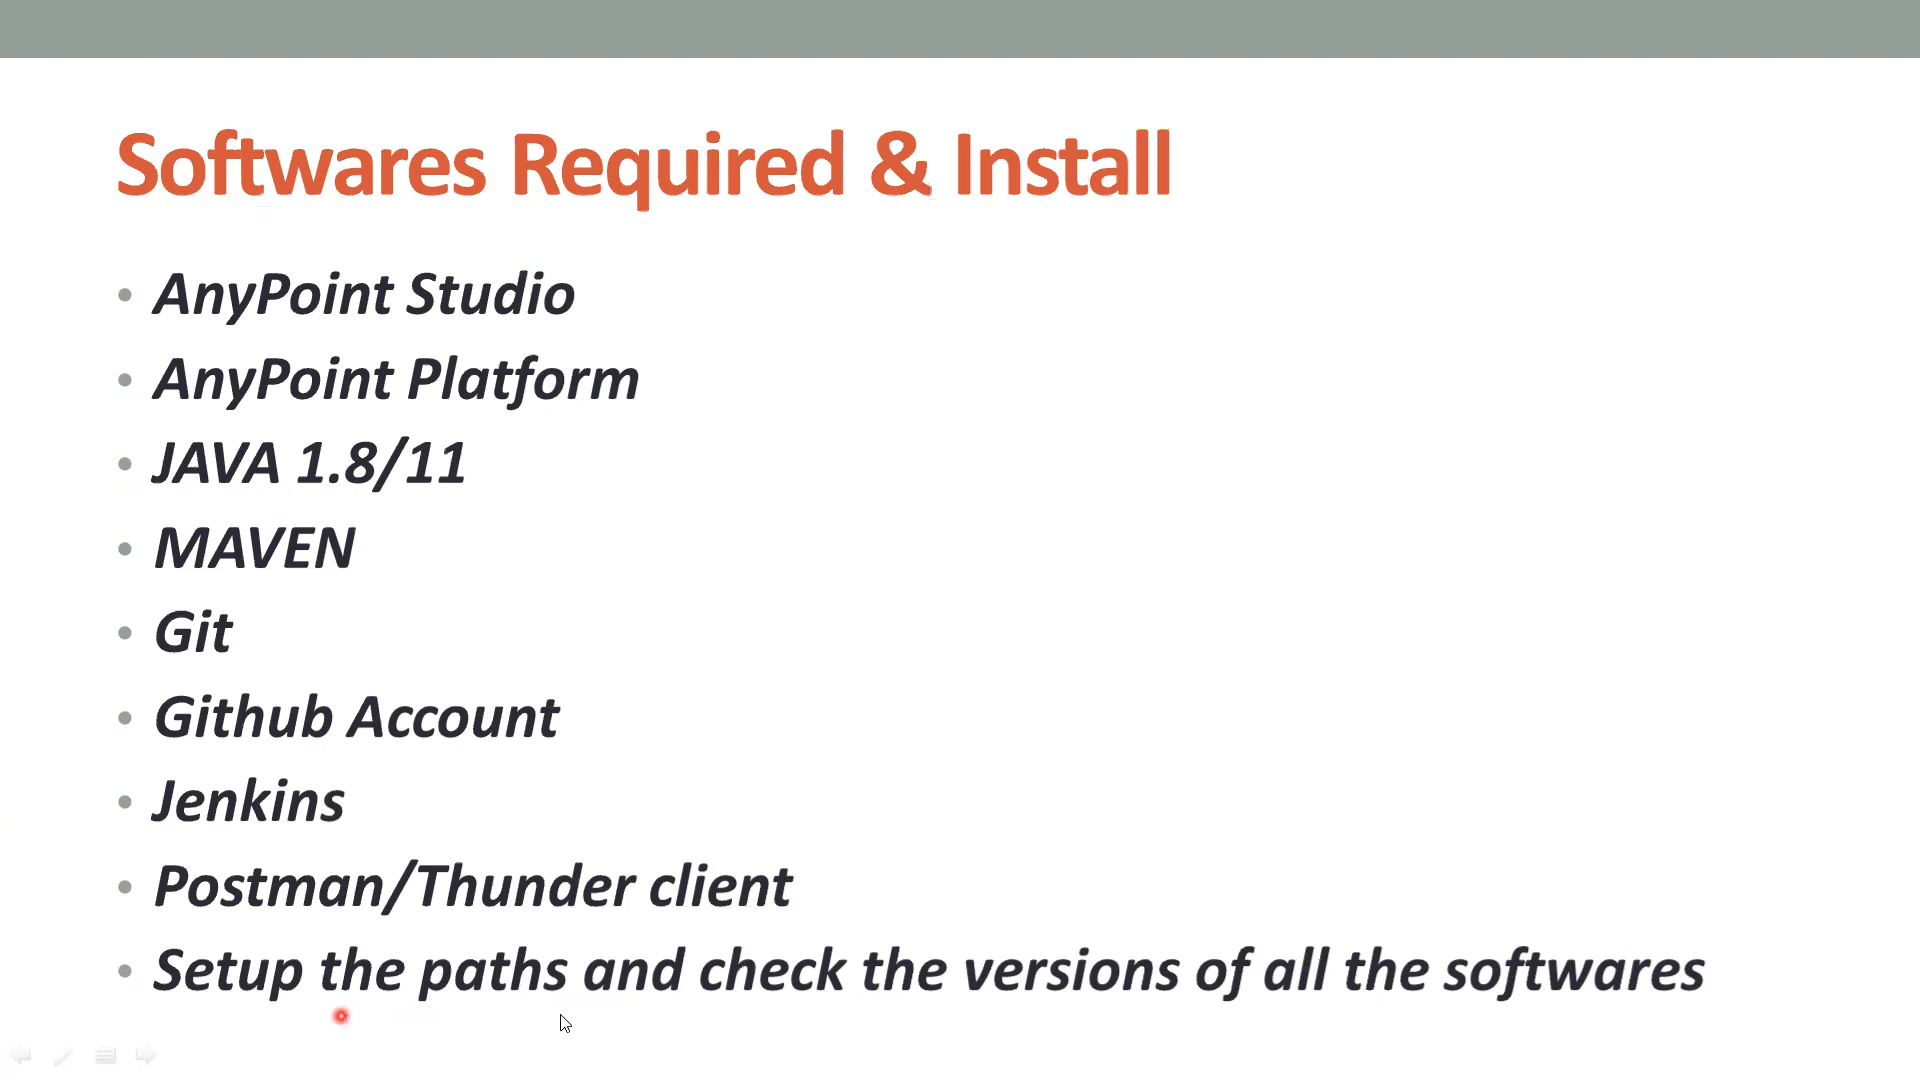 Softwares Required & Install
• AnyPoint Studio
• AnyPoint Platform
• JAVA 1.8/11
• MAVEN
• Git
• Github Account
• Jenkins
• Postman/Thunder client
• Setup the paths and check the versions of all the softwares